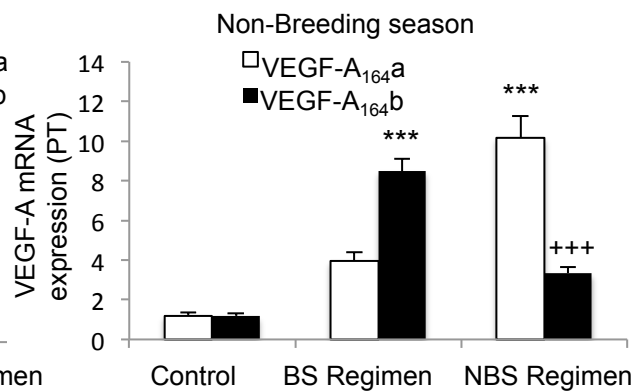 Non-Breeding season
a
b
VEGF-A mRNA
expression (PT)
14
12
10
8
6
4
2
0
VEGF-A₁₆₄a
VEGF-A₁₆₄b
***
***
+++
men
Control BS Regimen NBS Regimen